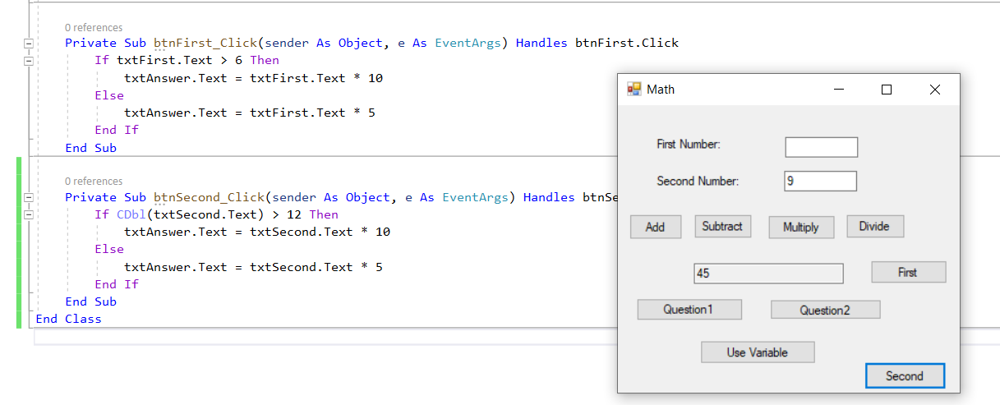 0 references
Private Sub btnFirst_Click(sender As Object, e As EventArgs) Handles btnFirst.Click
If txtFirst.Text > 6 Then
txtAnswer.Text = txtFirst.Text * 10
Else
txtAnswer.Text = txtFirst.Text * 5
End If
End Sub
0 references
Private Sub btnSecond_Click(sender As Object, e As EventArgs) Handles btnSe
If CDbl(txtSecond.Text) > 12 Then
txtAnswer.Text = txtSecond.Text * 10
Else
txtAnswer.Text = txtSecond.Text * 5
End If
End Sub
End Class
Math
First Number:
Second Number: 9
Add Subtract Multiply Divide
45 First
Question1 Question2
Use Variable
Second